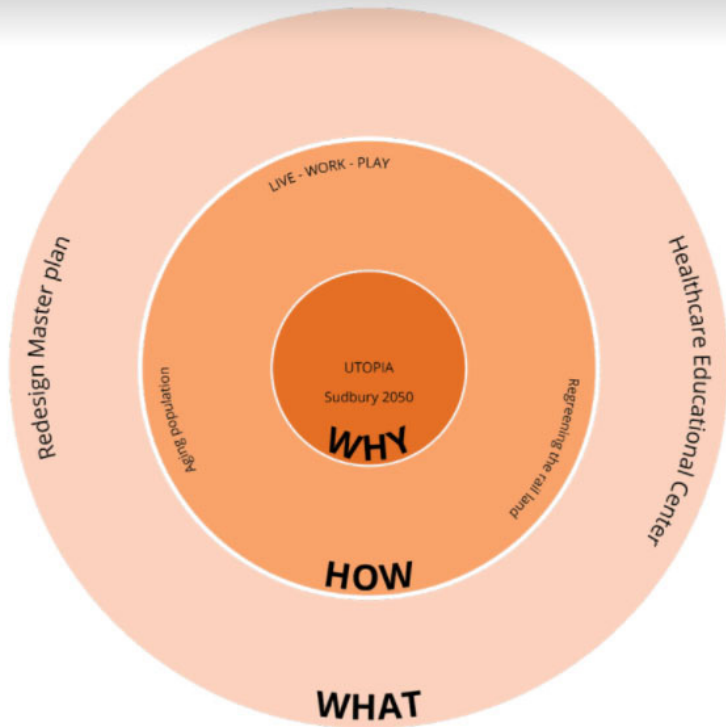 LIVE - WORK - PLAY
Redesign Master plan
Healthcare Educational Center
Aging population
Regreening the rail land
UTOPIA
Sudbury 2050
WHY
HOW
WHAT